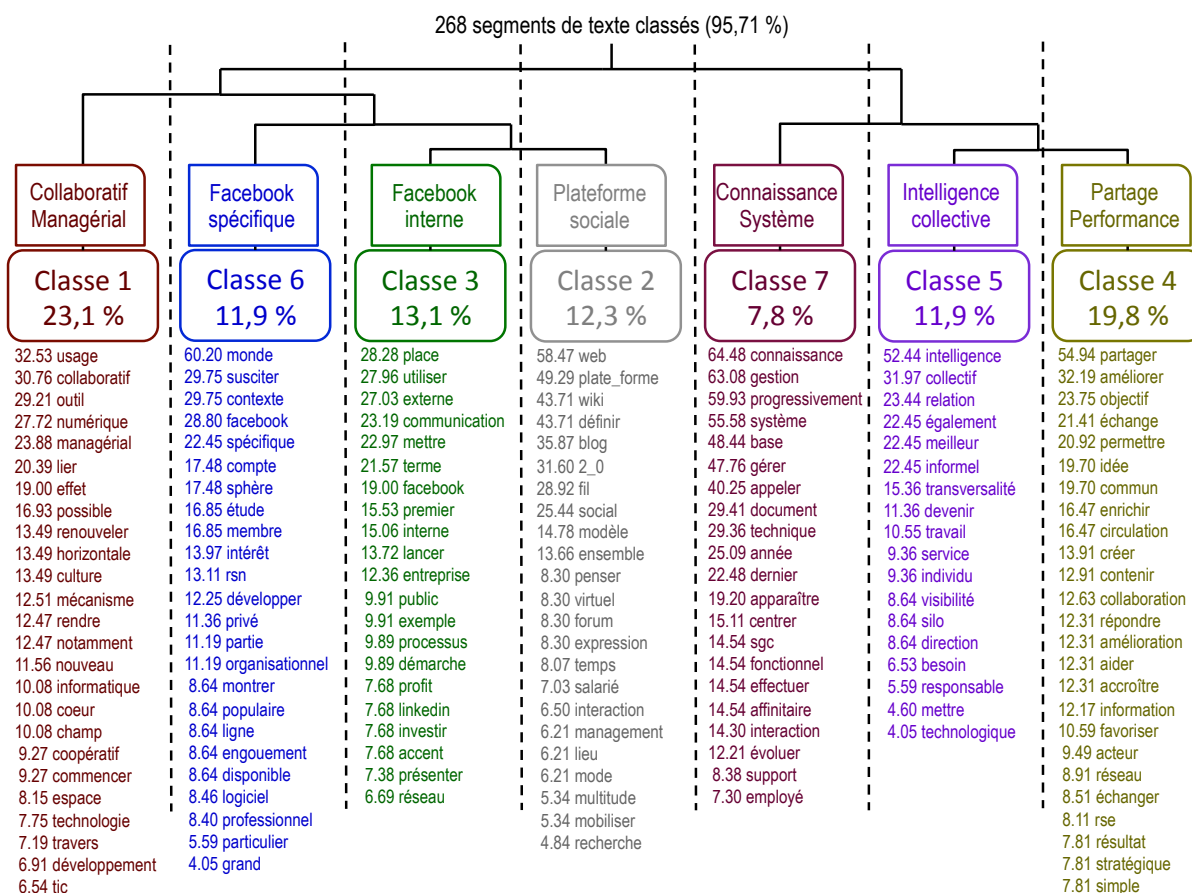 268 segments de texte classés (95,71 %)
Collaboratif
Managérial
Classe 1
23,1 %
32.53 usage
30.76 collaboratif
29.21 outil
27.72 numérique
23.88 managérial
20.39 lier
19.00 effet
16.93 possible
13.49 renouveler
13.49 horizontale
13.49 culture
12.51 mécanisme
12.47 rendre
12.47 notamment
11.56 nouveau
10.08 informatique
10.08 coeur
10.08 champ
9.27 coopératif
9.27 commencer
8.15 espace
7.75 technologie
7.19 travers
6.91 développement
6.54 tic
Facebook
spécifique
Classe 6
11,9 %
60.20 monde
29.75 susciter
29.75 contexte
28.80 facebook
22.45 spécifique
17.48 compte
17.48 sphère
16.85 étude
16.85 membre
13.97 intérêt
13.11 rsn
12.25 développer
11.36 privé
11.19 partie
11.19 organisationnel
8.64 montrer
8.64 populaire
8.64 ligne
8.64 engouement
8.64 disponible
8.46 logiciel
8.40 professionnel
5.59 particulier
4.05 grand
Facebook
interne
Classe 3
13,1 %
28.28 place
27.96 utiliser
27.03 externe
23.19 communication
22.97 mettre
21.57 terme
19.00 facebook
15.53 premier
15.06 interne
13.72 lancer
12.36 entreprise
9.91 public
9.91 exemple
9.89 processus
9.89 démarche
7.68 profit
7.68 linkedin
7.68 investir
7.68 accent
7.38 présenter
6.69 réseau
Plateforme
sociale
Classe 2
12,3 %
58.47 web
49.29 plate_forme
43.71 wiki
43.71 définir
35.87 blog
31.60 2_0
28.92 fil
25.44 social
14.78 modèle
13.66 ensemble
8.30 penser
8.30 virtuel
8.30 forum
8.30 expression
8.07 temps
7.03 salarié
6.50 interaction
6.21 management
6.21 lieu
6.21 mode
5.34 multitude
5.34 mobiliser
4.84 recherche
Connaissance
Système
Classe 7
7,8 %
64.48 connaissance
63.08 gestion
59.93 progressivement
55.58 système
48.44 base
47.76 gérer
40.25 appeler
29.41 document
29.36 technique
25.09 année
22.48 dernier
19.20 apparaître
15.11 centrer
14.54 sgc
14.54 fonctionnel
14.54 effectuer
14.54 affinitaire
14.30 interaction
12.21 évoluer
8.38 support
7.30 employé
Intelligence
collective
Classe 5
11,9 %
52.44 intelligence
31.97 collectif
23.44 relation
22.45 également
22.45 meilleur
22.45 informel
15.36 transversalité
11.36 devenir
10.55 travail
9.36 service
9.36 individu
8.64 visibilité
8.64 silo
8.64 direction
6.53 besoin
5.59 responsable
4.60 mettre
4.05 technologique
Partage
Performance
Classe 4
19,8 %
54.94 partager
32.19 améliorer
23.75 objectif
21.41 échange
20.92 permettre
19.70 idée
19.70 commun
16.47 enrichir
16.47 circulation
13.91 créer
12.91 contenir
12.63 collaboration
12.31 répondre
12.31 amélioration
12.31 aider
12.31 accroître
12.17 information
10.59 favoriser
9.49 acteur
8.91 réseau
8.51 échanger
8.11 rse
7.81 résultat
7.81 stratégique
7.81 simple